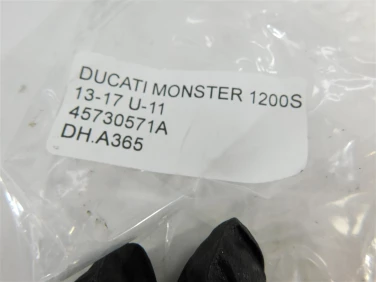 DUCATI MONSTER 1200S
13-17 U-11
45730571A
DH.A365